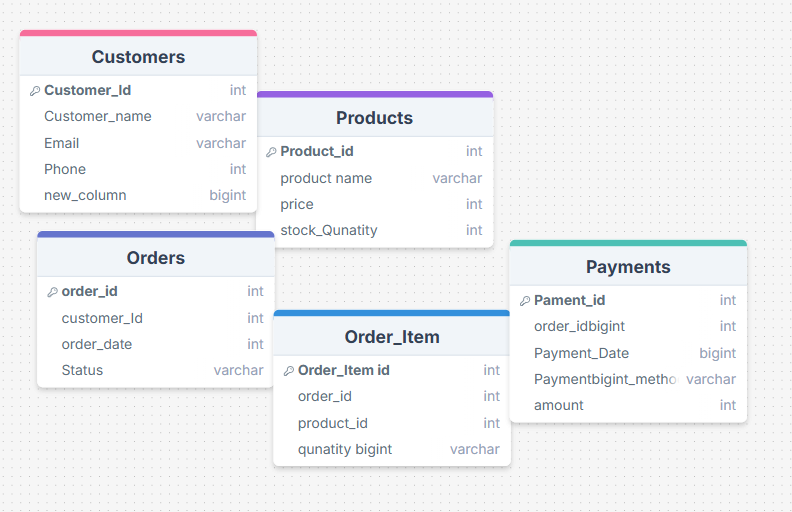 Customers
Customer_Id int
Customer_name varchar
Email varchar
Phone int
new_column bigint
Products
Product_id int
product name varchar
price int
stock_Qunatity int
Orders
order_id int
customer_Id int
order_date int
Status varchar
Order_Item
Order_Item id int
order_id int
product_id int
qunatity bigint varchar
Payments
Pament_id int
order_idbigint int
Payment_Date bigint
Paymentbigint_metho varchar
amount int